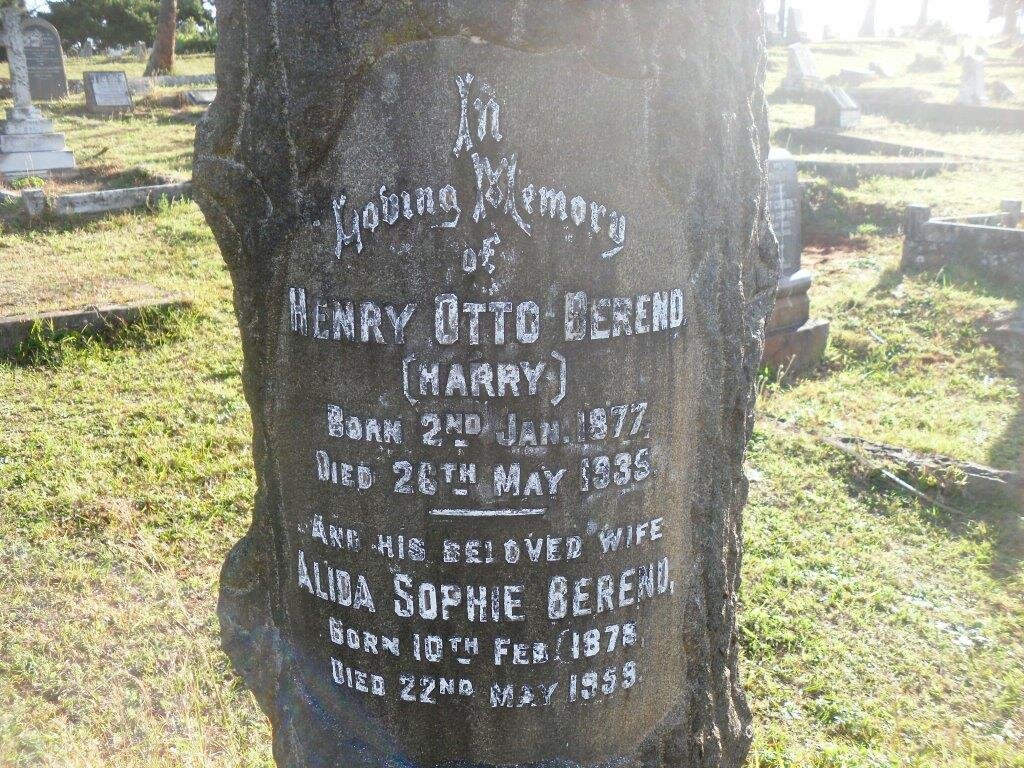 In
Loving Memory
of
HENRY OTTO BEREND,
(HARRY)
BORN 2ND JAN. 1877,
DIED 26TH MAY 1935.
AND HIS BELOVED WIFE
ALIDA SOPHIE BEREND,
BORN 10TH FEB. 1878,
DIED 22ND MAY 1959.